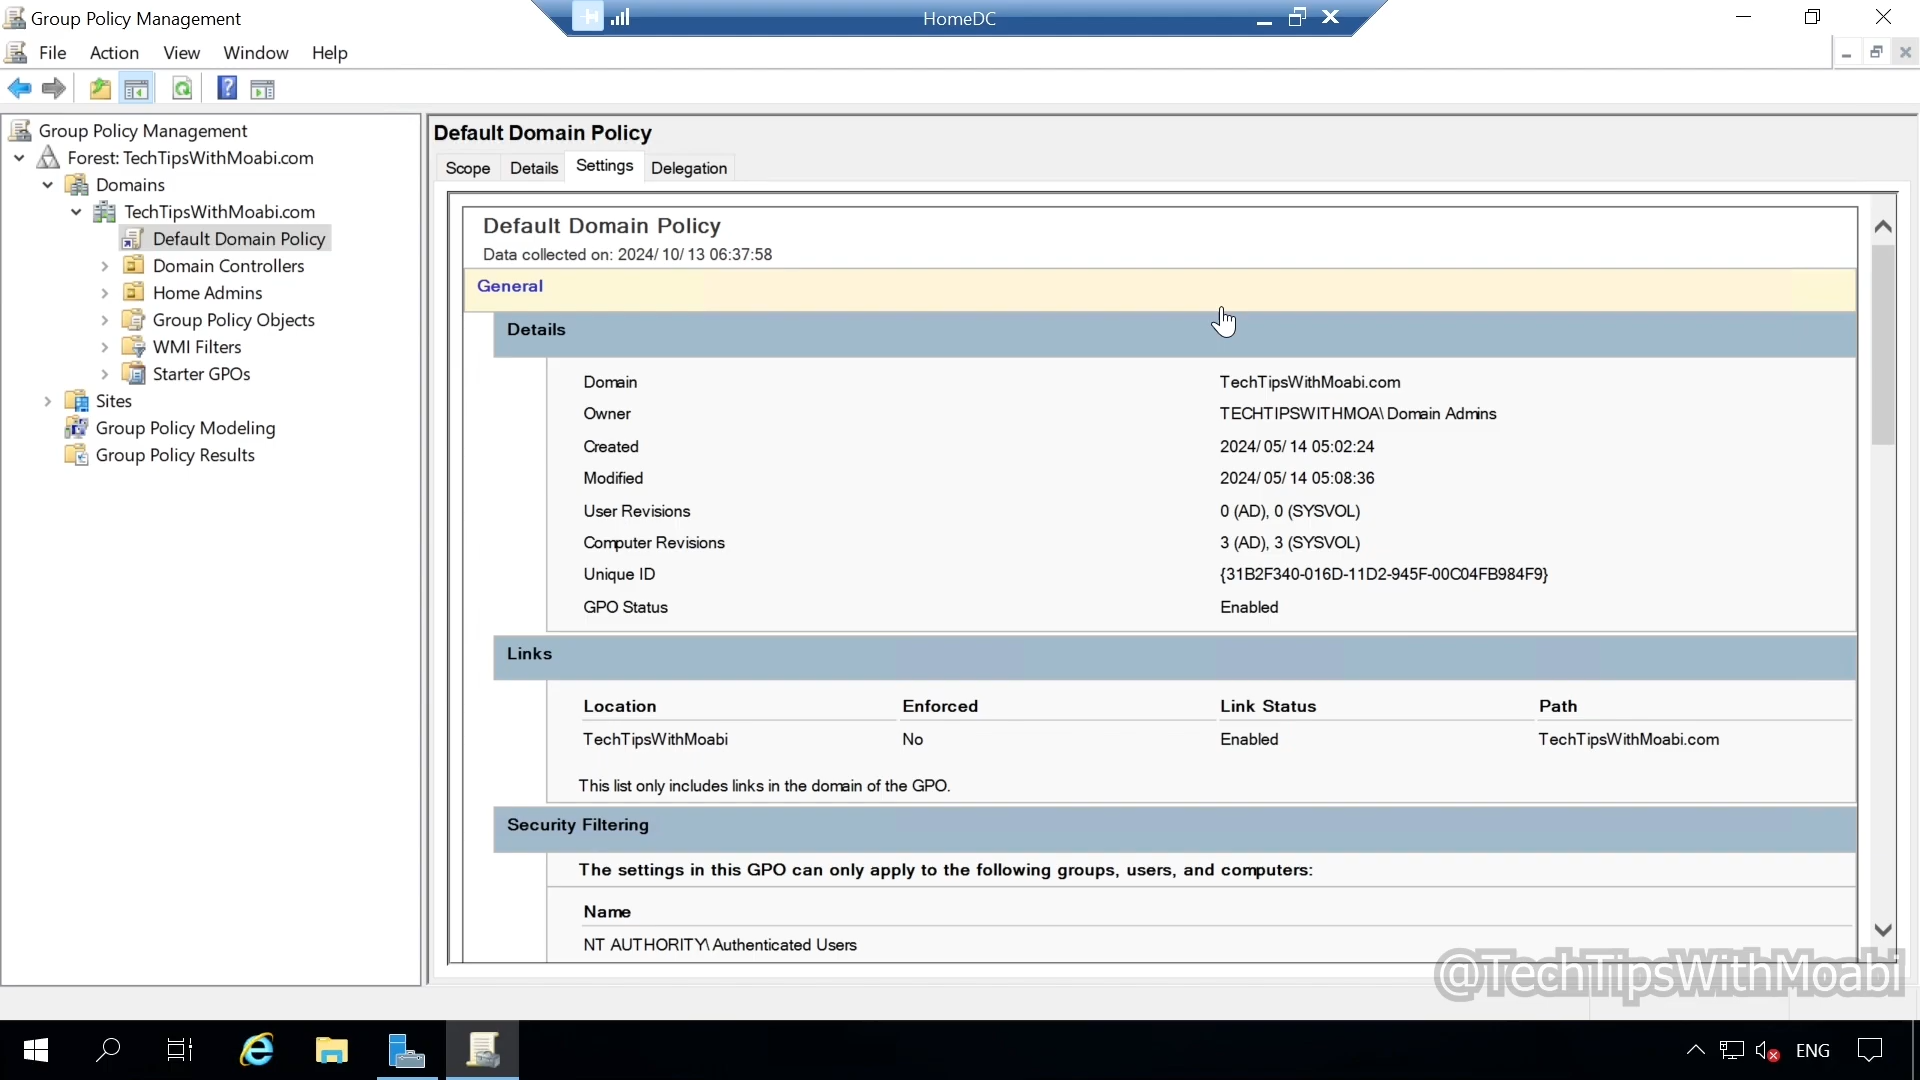 Group Policy Management
HomeDC
File Action View Window Help
Group Policy Management
Forest: TechTipsWithMoabi.com
Domains
TechTipsWithMoabi.com
Default Domain Policy
Domain Controllers
Home Admins
Group Policy Objects
WMI Filters
Starter GPOs
Sites
Group Policy Modeling
Group Policy Results
Default Domain Policy
Scope Details Settings Delegation
Default Domain Policy
Data collected on: 2024/10/13 06:37:58
General
Details
Domain TechTipsWithMoabi.com
Owner TECHTIPSWITHMOA\Domain Admins
Created 2024/05/14 05:02:24
Modified 2024/05/14 05:08:36
User Revisions 0 (AD), 0 (SYSVOL)
Computer Revisions 3 (AD), 3 (SYSVOL)
Unique ID {31B2F340-016D-11D2-945F-00C04FB984F9}
GPO Status Enabled
Links
Location Enforced Link Status Path
TechTipsWithMoabi No Enabled TechTipsWithMoabi.com
This list only includes links in the domain of the GPO.
Security Filtering
The settings in this GPO can only apply to the following groups, users, and computers:
Name
NT AUTHORITY\Authenticated Users
@TechTipsWithMoabi
ENG